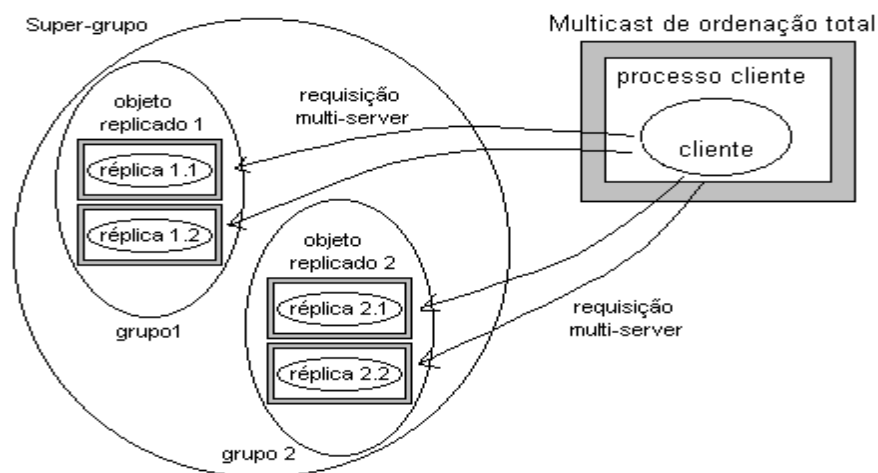 Super-grupo
Multicast de ordenação total
processo cliente
cliente
requisição
multi-server
objeto
replicado 1
réplica 1.1
réplica 1.2
grupo1
objeto
replicado 2
réplica 2.1
réplica 2.2
grupo 2
requisição
multi-server